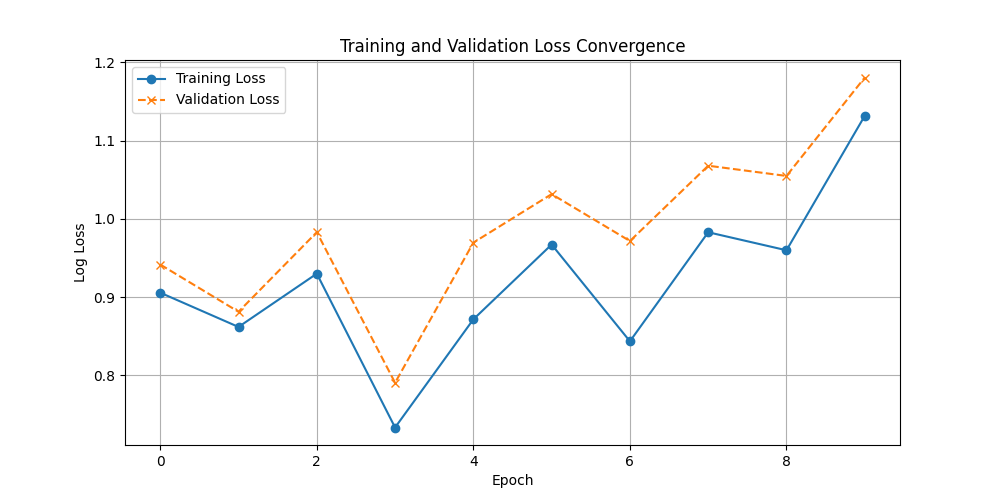 Training and Validation Loss Convergence
Training Loss
Validation Loss
Log Loss
1.2
1.1
1.0
0.9
0.8
0 2 4 6 8
Epoch